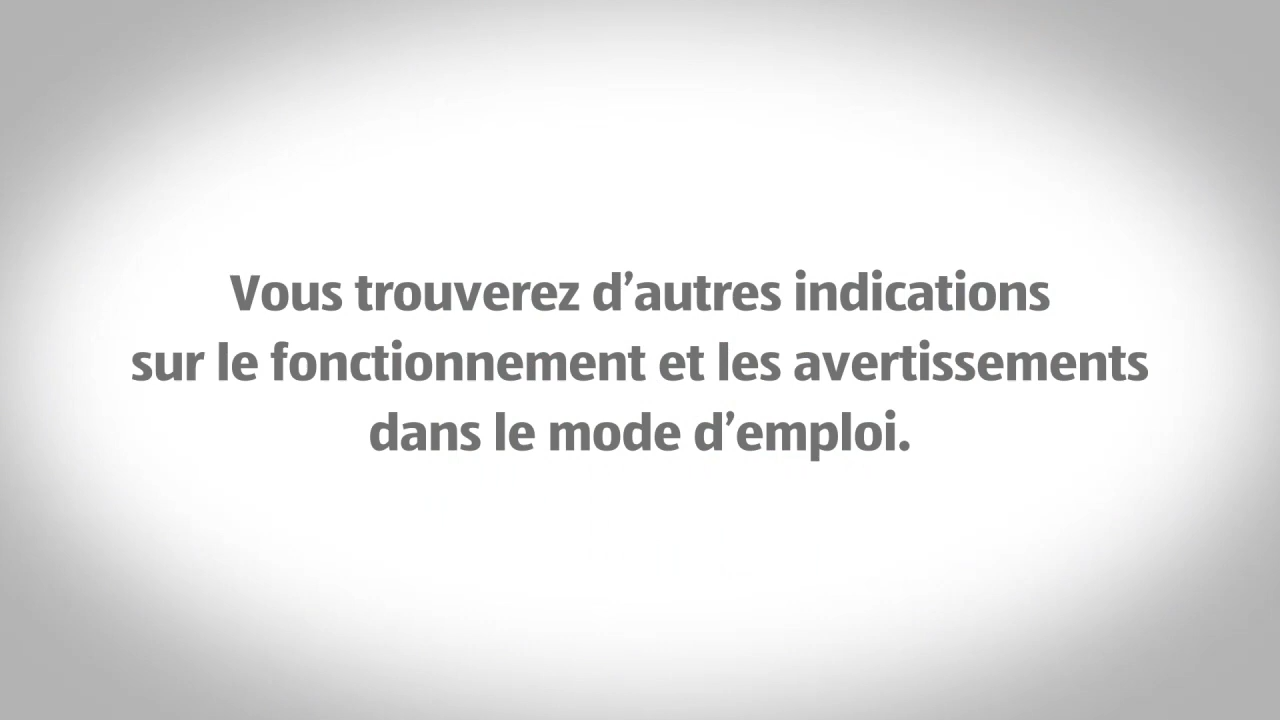 Vous trouverez d’autres indications
sur le fonctionnement et les avertissements
dans le mode d’emploi.